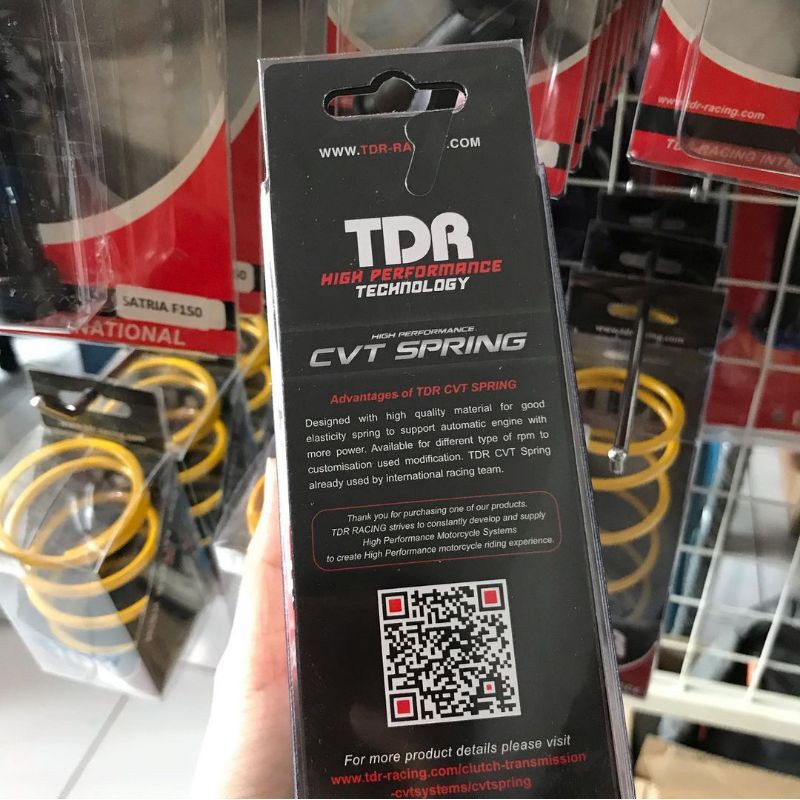 WWW.TDR-RA .COM
TDR
HIGH PERFORMANCE
TECHNOLOGY
HIGH PERFORMANCE
CVT SPRING
Advantages of TDR CVT SPRING
Designed with high quality material for good
elasticity spring to support automatic engine with
more power. Available for different type of rpm to
customisation used modification. TDR CVT Spring
already used by international racing team.
Thank you for purchasing one of our products.
TDR RACING strives to constantly develop and supply
High Performance Motorcycle Systems
to create High Performance motorcycle riding experience.
For more product details please visit
www.tdr-racing.com/clutch-transmission
-cvtsystems/cvtspring
SATRIA F150
NATIONAL
50
www.tdr-racing.com
TDR-RACING INT
www.tdr-racing.com